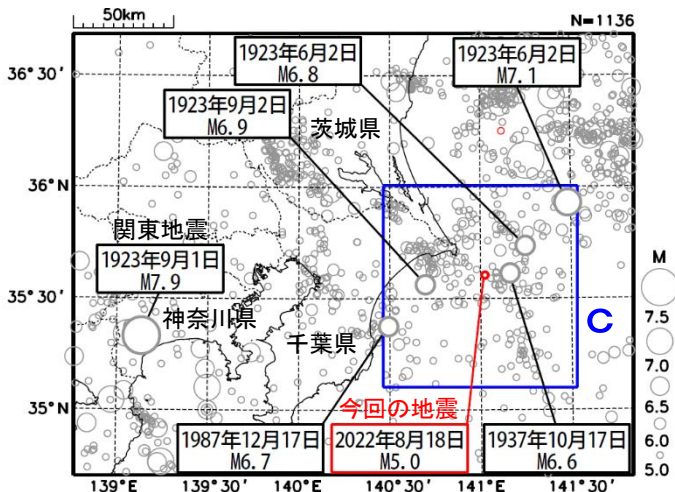 50km
N=1136
1923年6月2日
M6.8
1923年6月2日
M7.1
1923年9月2日
M6.9
茨城県
36°30′
36°N
35°30′
35°N
関東地震
1923年9月1日
M7.9
神奈川県
千葉県
C
M
7.5
7.0
6.5
6.0
5.0
今回の地震
1987年12月17日
M6.7
2022年8月18日
M5.0
1937年10月17日
M6.6
139°E
139.5°E
140°E
140.5°E
141°E
141.5°E